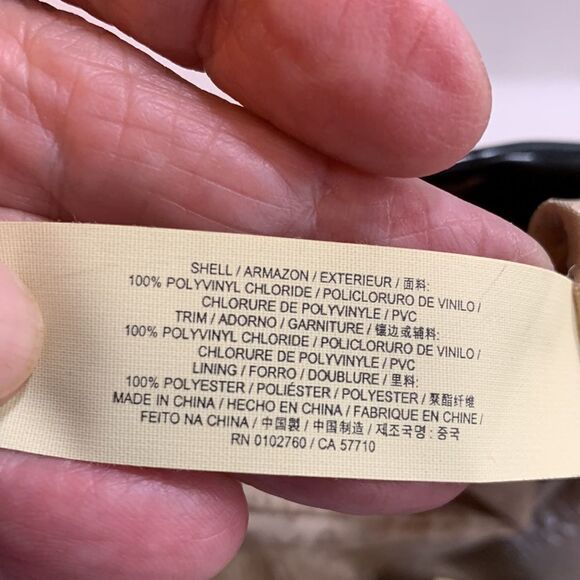 SHELL / ARMAZON / EXTERIEUR / 面料:
100% POLYVINYL CHLORIDE / POLICLORURO DE VINILO /
CHLORURE DE POLYVINYLE / PVC
TRIM / ADORNO / GARNITURE / 镶边或辅料:
100% POLYVINYL CHLORIDE / POLICLORURO DE VINILO /
CHLORURE DE POLYVINYLE / PVC
LINING / FORRO / DOUBLURE / 里料:
100% POLYESTER / POLIÉSTER / POLYESTER / 聚酯纤维
MADE IN CHINA / HECHO EN CHINA / FABRIQUE EN CHINE /
FEITO NA CHINA / 中國製 / 中国制造 / 제조국명 : 중국
RN 0102760 / CA 57710